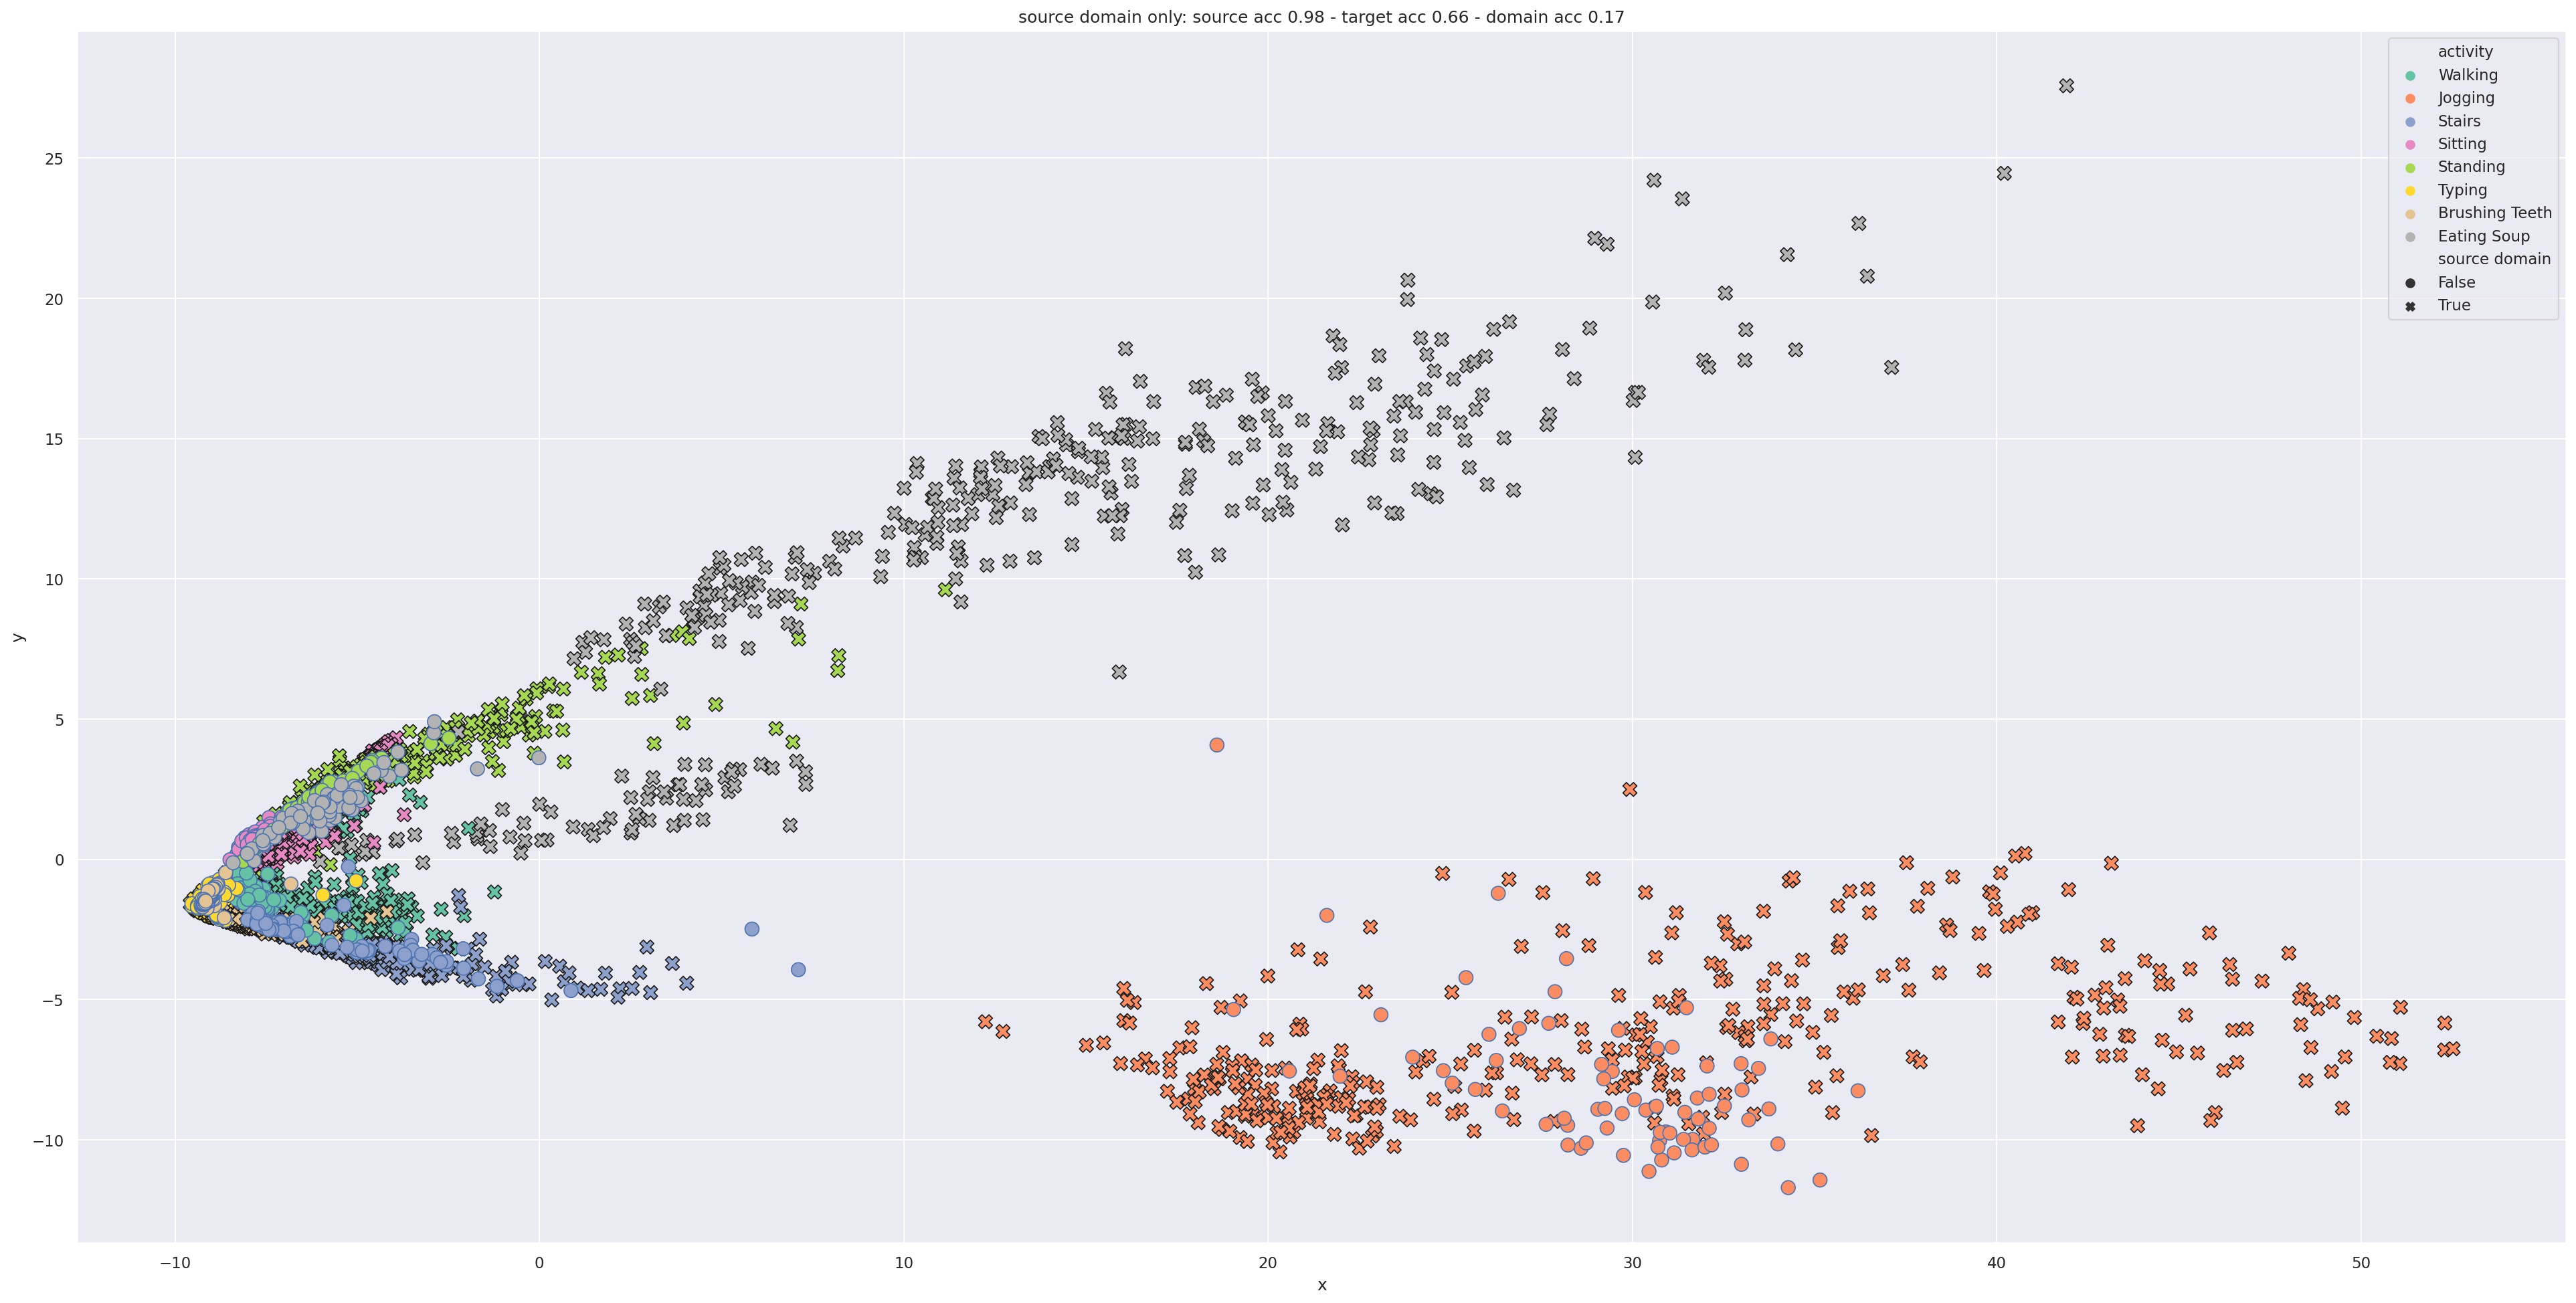 source domain only: source acc 0.98 - target acc 0.66 - domain acc 0.17
activity
Walking
Jogging
Stairs
Sitting
Standing
Typing
Brushing Teeth
Eating Soup
source domain
False
True
25
20
15
10
5
0
−5
−10
y
−10 0 10 20 30 40 50
x